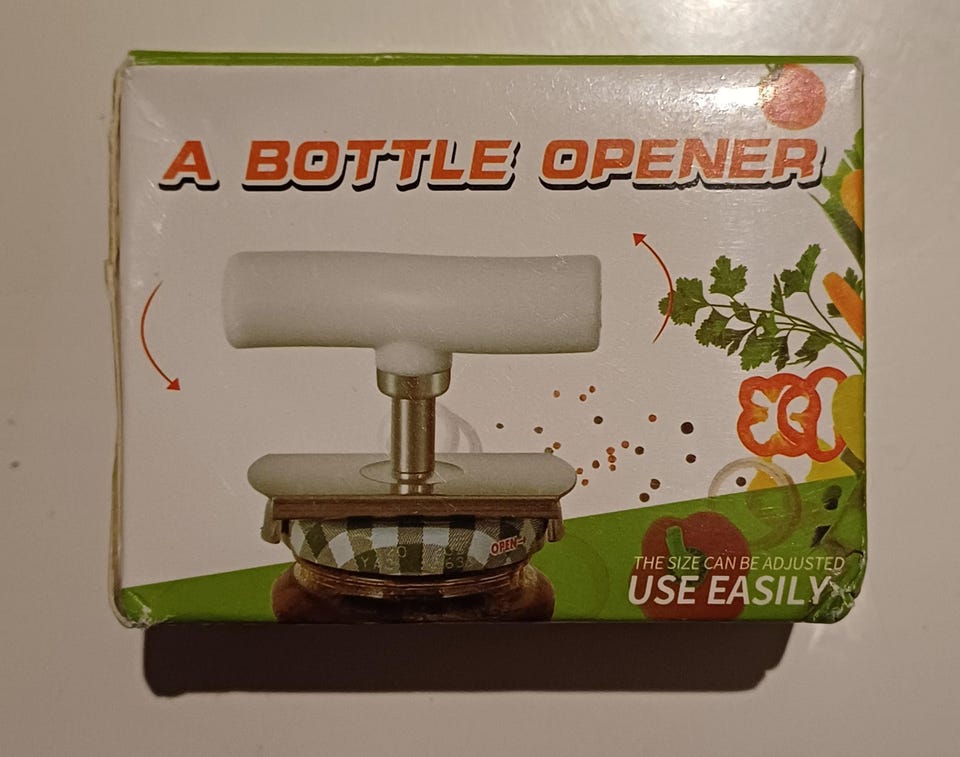 A BOTTLE OPENER
OPEN
THE SIZE CAN BE ADJUSTED
USE EASILY